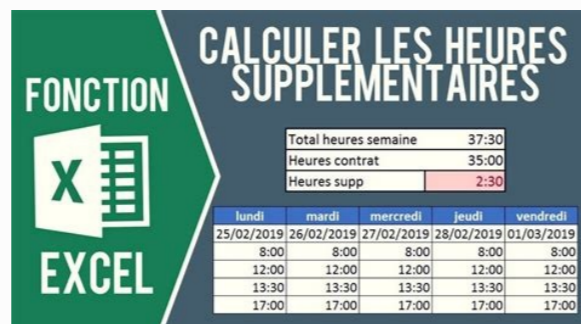 FONCTION
X
EXCEL
CALCULER LES HEURES
SUPPLEMENTAIRES
Total heures semaine 37:30
Heures contrat 35:00
Heures supp 2:30
lundi mardi mercredi jeudi vendredi
25/02/2019 26/02/2019 27/02/2019 28/02/2019 01/03/2019
8:00 8:00 8:00 8:00 8:00
12:00 12:00 12:00 12:00 12:00
13:30 13:30 13:30 13:30 13:30
17:00 17:00 17:00 17:00 17:00